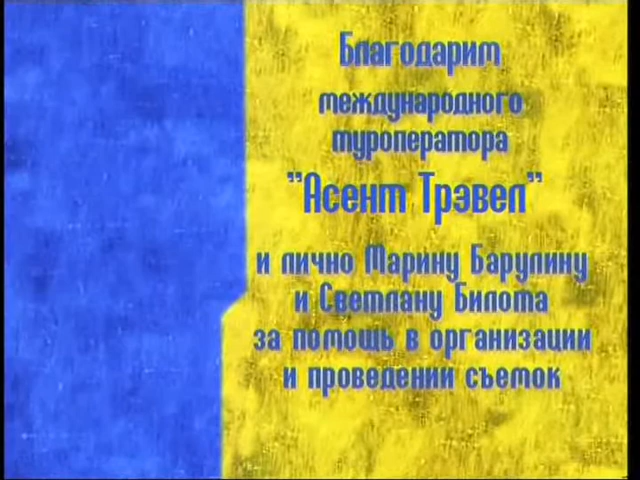 Благодарим
международного
туроператора
"Асент Трэвел"
и лично Марину Барулину
и Светлану Билота
за помощь в организации
и проведении съемок